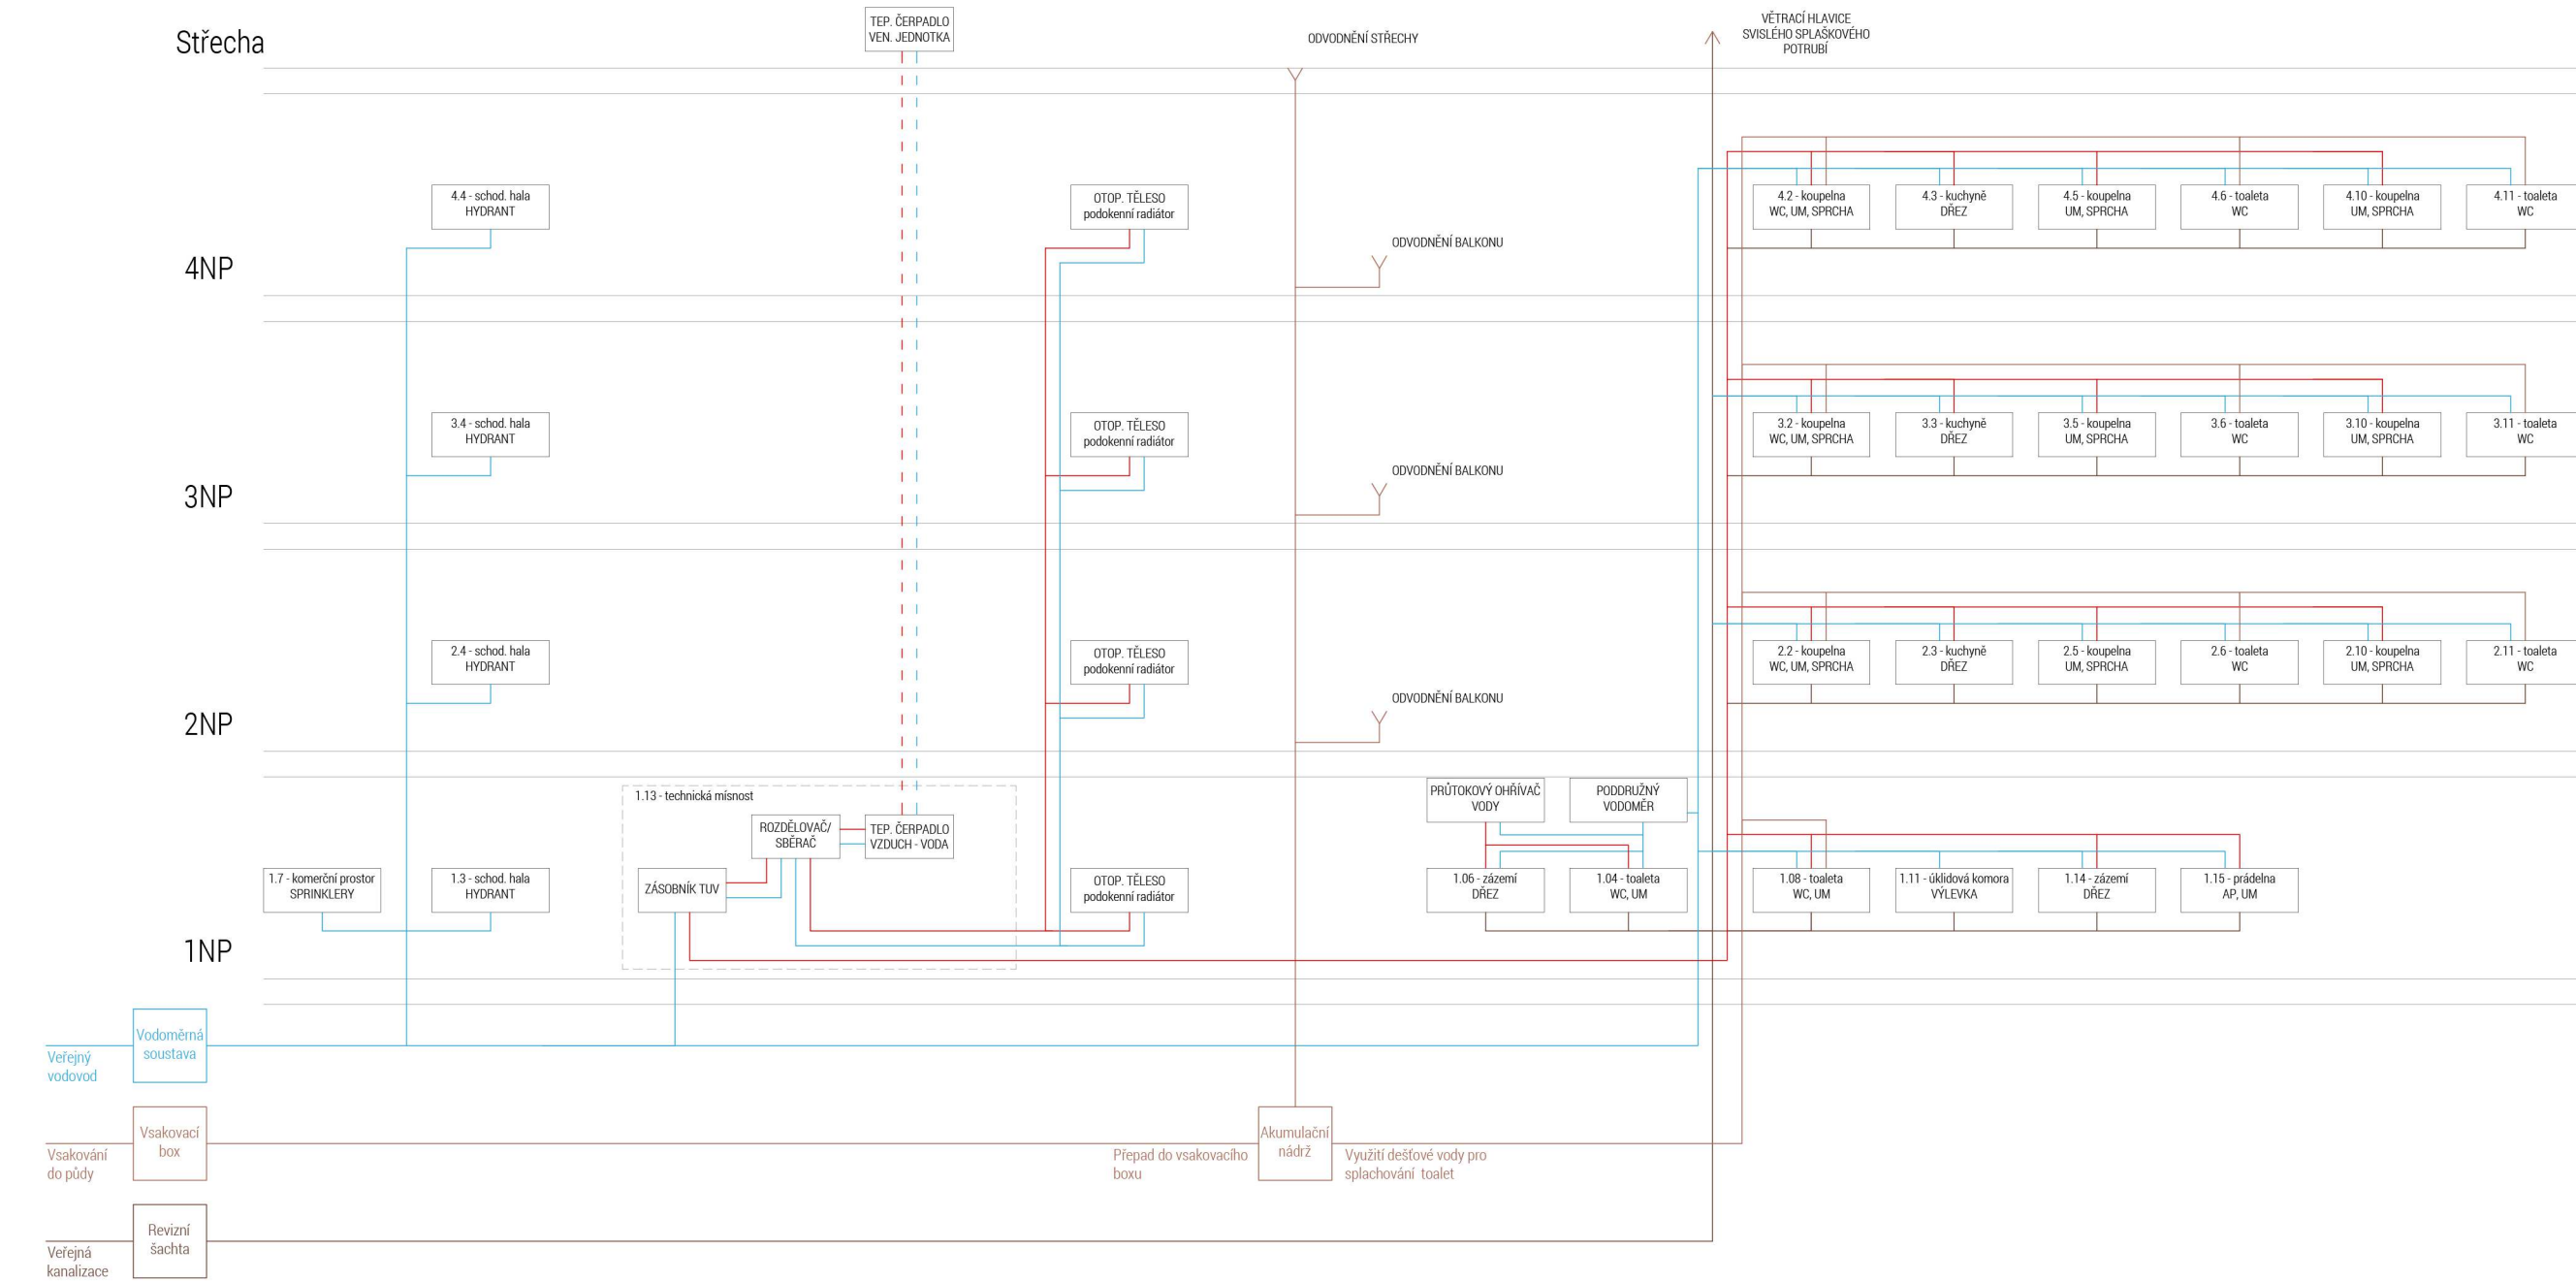 Střecha
TEP. ČERPADLO
VEN. JEDNOTKA
ODVODNĚNÍ STŘECHY
VĚTRACÍ HLAVICE
SVISLÉHO SPLAŠKOVÉHO
POTRUBÍ
4.4 - schod. hala
HYDRANT
OTOP. TĚLESO
podokenní radiátor
ODVODNĚNÍ BALKONU
4.2 - koupelna
WC, UM, SPRCHA
4.3 - kuchyně
DŘEZ
4.5 - koupelna
UM, SPRCHA
4.6 - toaleta
WC
4.10 - koupelna
UM, SPRCHA
4.11 - toaleta
WC
4NP
3.4 - schod. hala
HYDRANT
OTOP. TĚLESO
podokenní radiátor
ODVODNĚNÍ BALKONU
3.2 - koupelna
WC, UM, SPRCHA
3.3 - kuchyně
DŘEZ
3.5 - koupelna
UM, SPRCHA
3.6 - toaleta
WC
3.10 - koupelna
UM, SPRCHA
3.11 - toaleta
WC
3NP
2.4 - schod. hala
HYDRANT
OTOP. TĚLESO
podokenní radiátor
ODVODNĚNÍ BALKONU
2.2 - koupelna
WC, UM, SPRCHA
2.3 - kuchyně
DŘEZ
2.5 - koupelna
UM, SPRCHA
2.6 - toaleta
WC
2.10 - koupelna
UM, SPRCHA
2.11 - toaleta
WC
2NP
1.13 - technická mísnost
ROZDĚLOVAČ/
SBĚRAČ
TEP. ČERPADLO
VZDUCH - VODA
PRŮTOKOVÝ OHŘÍVAČ
VODY
PODDRUŽNÝ
VODOMĚR
1.7 - komerční prostor
SPRINKLERY
1.3 - schod. hala
HYDRANT
ZÁSOBNÍK TUV
OTOP. TĚLESO
podokenní radiátor
1.06 - zázemí
DŘEZ
1.04 - toaleta
WC, UM
1.08 - toaleta
WC, UM
1.11 - úklidová komora
VÝLEVKA
1.14 - zázemí
DŘEZ
1.15 - prádelna
AP, UM
1NP
Vodoměrná
soustava
Veřejný
vodovod
Vsakovací
box
Vsakování
do půdy
Přepad do vsakovacího
boxu
Akumulační
nádrž
Využití dešťové vody pro
splachování toalet
Revizní
šachta
Veřejná
kanalizace